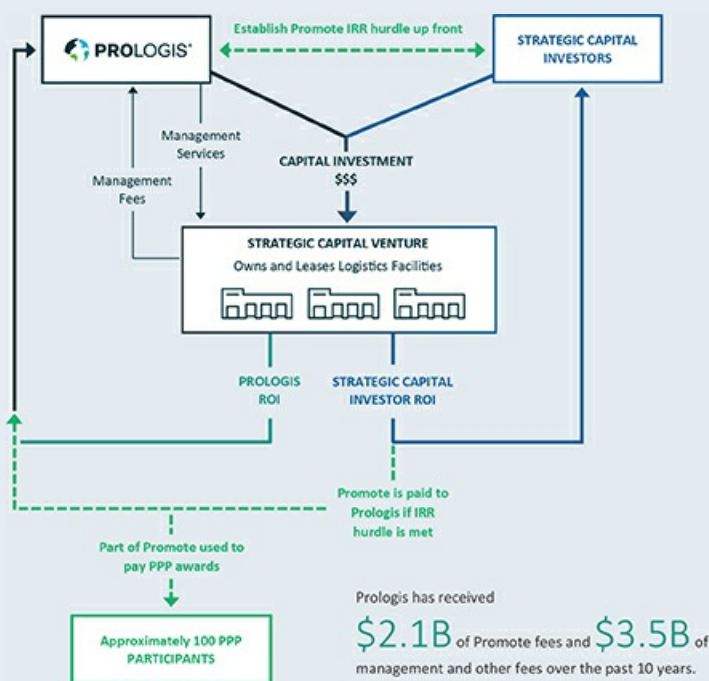 Establish Promote IRR hurdle up front
PROLOGIS
STRATEGIC CAPITAL
INVESTORS
Management
Services
Management
Fees
CAPITAL INVESTMENT
$$$
STRATEGIC CAPITAL VENTURE
Owns and Leases Logistics Facilities
PROLOGIS
ROI
STRATEGIC CAPITAL
INVESTOR ROI
Promote is paid to
Prologis if IRR
hurdle is met
Part of Promote used to
pay PPP awards
Approximately 100 PPP
PARTICIPANTS
Prologis has received
$2.1B of Promote fees and $3.5B of
management and other fees over the past 10 years.